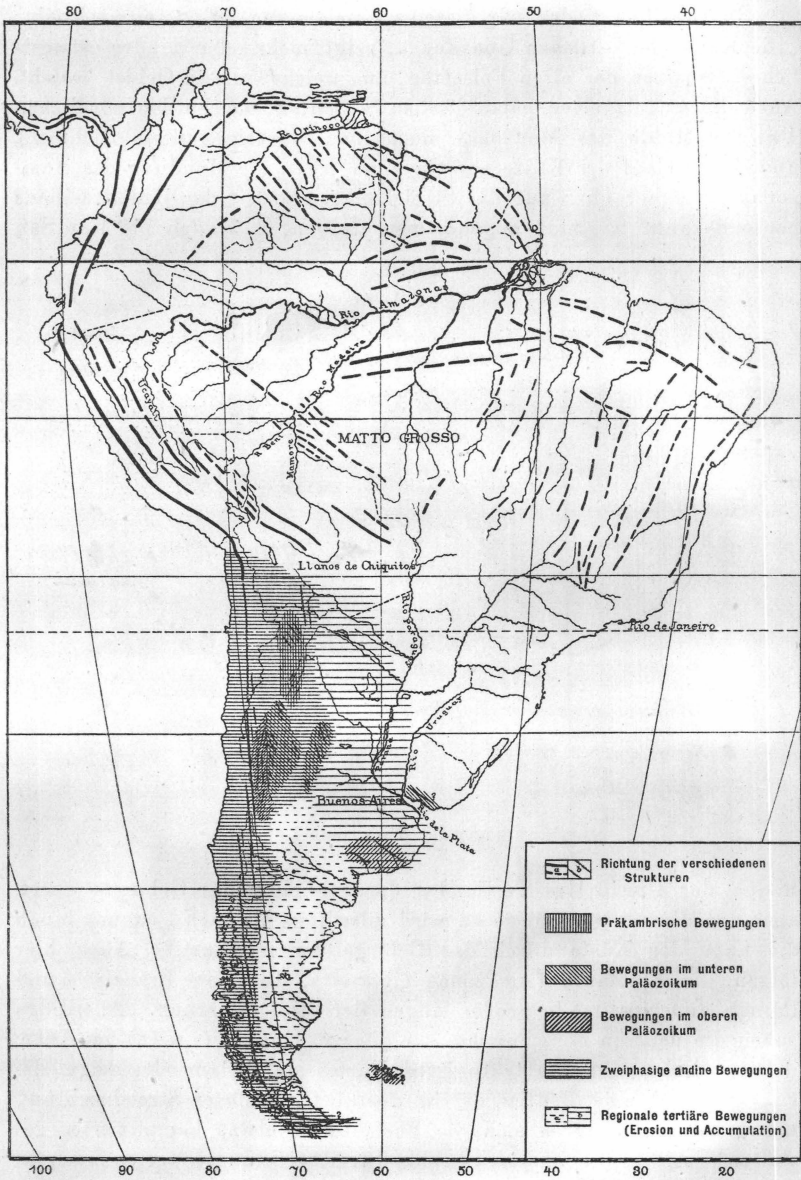 80 70 60 50 40
R. Orinoco
Rio Amazonas
Rio Madeira
Ucayali
R. Beni
Mamore
MATTO GROSSO
Llanos de Chiquitos
Rio Paraguay
Rio de Janeiro
Uruguay
Rio
Buenos Aires
Rio de la Plata
a b Richtung der verschiedenen
Strukturen
Präkambrische Bewegungen
Bewegungen im unteren
Paläozoikum
Bewegungen im oberen
Paläozoikum
Zweiphasige andine Bewegungen
a b Regionale tertiäre Bewegungen
(Erosion und Accumulation)
?
100 90 80 70 60 50 40 30 20